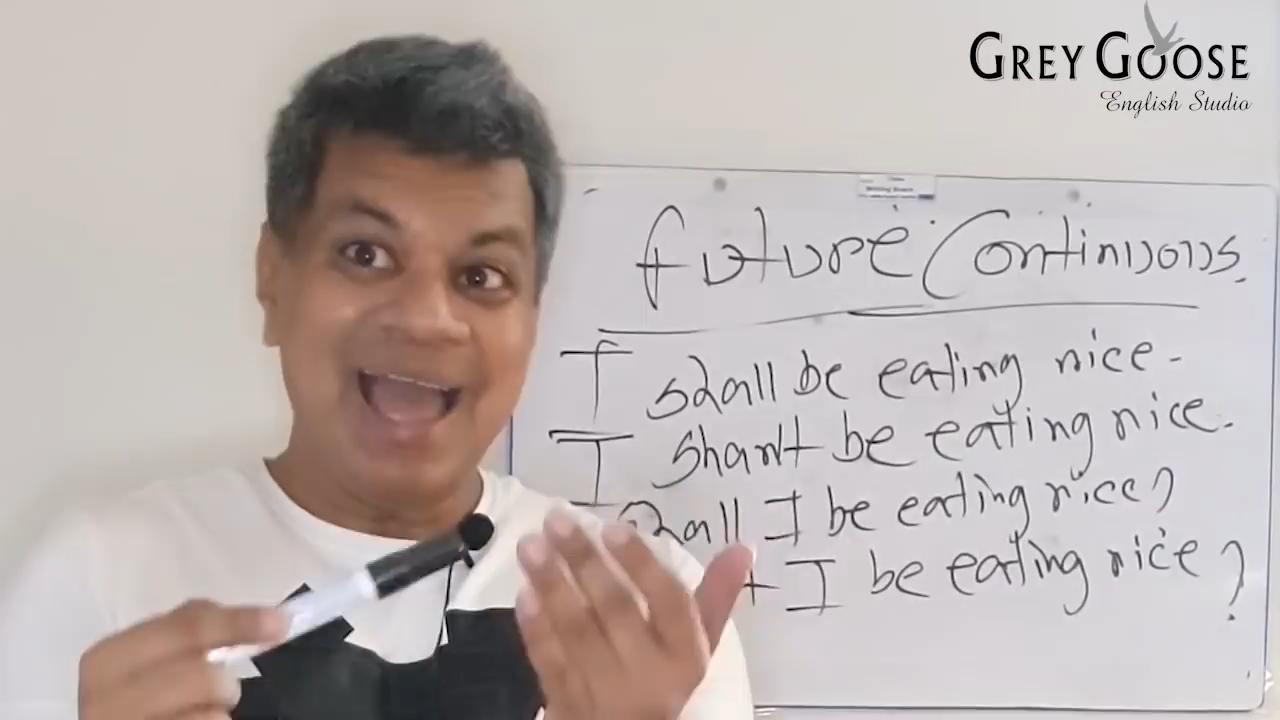 GREY GOOSE
English Studio
Future Continuous
I shall be eating rice.
I shan't be eating rice.
Shall I be eating rice?
I be eating rice?